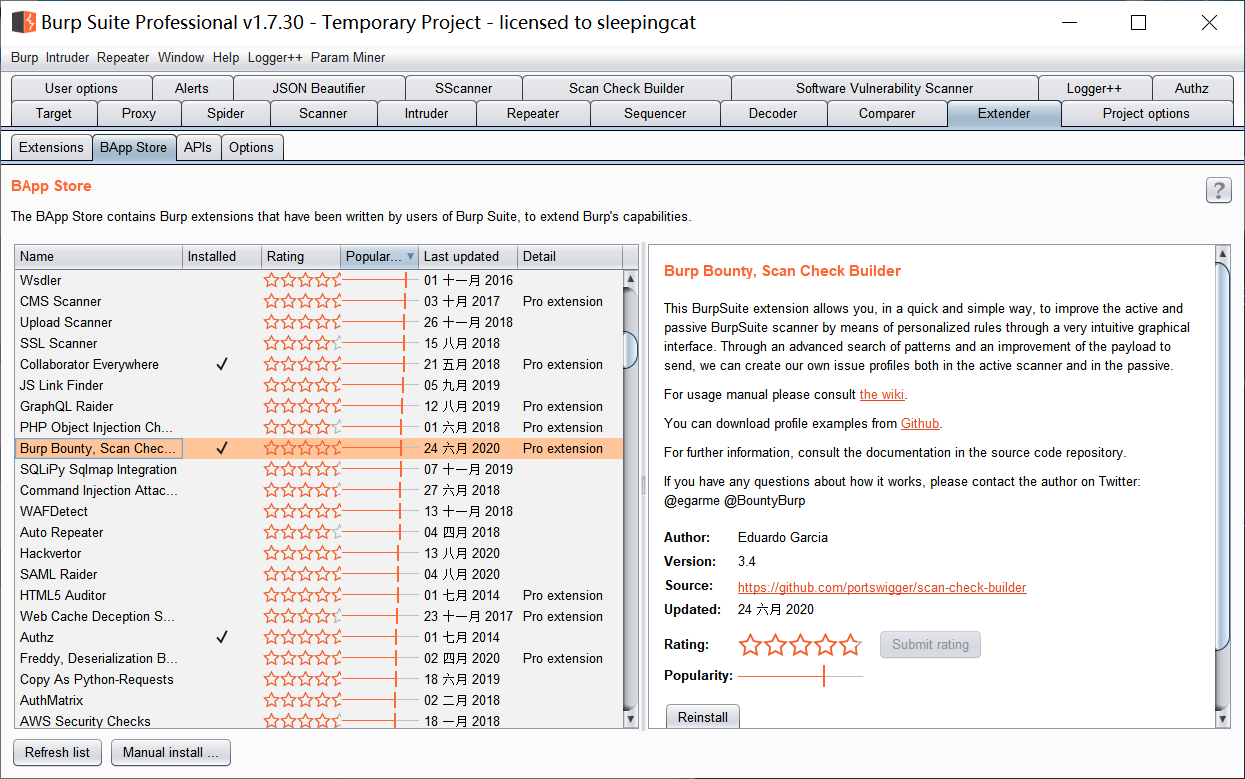 Burp Suite Professional v1.7.30 - Temporary Project - licensed to sleepingcat
Burp Intruder Repeater Window Help Logger++ Param Miner
User options Alerts JSON Beautifier SScanner Scan Check Builder Software Vulnerability Scanner Logger++ Authz
Target Proxy Spider Scanner Intruder Repeater Sequencer Decoder Comparer Extender Project options
Extensions BApp Store APIs Options
BApp Store
?
The BApp Store contains Burp extensions that have been written by users of Burp Suite, to extend Burp's capabilities.
Name Installed Rating Popular... Last updated Detail
Wsdler 01 十一月 2016
CMS Scanner 03 十月 2017 Pro extension
Upload Scanner 26 十一月 2018
SSL Scanner 15 八月 2018
Collaborator Everywhere 21 五月 2018 Pro extension
JS Link Finder 05 九月 2019
GraphQL Raider 12 八月 2019 Pro extension
PHP Object Injection Ch... 01 六月 2018 Pro extension
Burp Bounty, Scan Chec... 24 六月 2020 Pro extension
SQLiPy Sqlmap Integration 07 十一月 2019
Command Injection Attac... 27 六月 2018
WAFDetect 13 十一月 2018
Auto Repeater 04 四月 2018
Hackvertor 13 八月 2020
SAML Raider 04 八月 2020
HTML5 Auditor 01 七月 2014 Pro extension
Web Cache Deception S... 23 十一月 2017 Pro extension
Authz 01 七月 2014
Freddy, Deserialization B... 02 四月 2020 Pro extension
Copy As Python-Requests 18 六月 2019
AuthMatrix 02 二月 2018
AWS Security Checks 18 一月 2018
Burp Bounty, Scan Check Builder
This BurpSuite extension allows you, in a quick and simple way, to improve the active and
passive BurpSuite scanner by means of personalized rules through a very intuitive graphical
interface. Through an advanced search of patterns and an improvement of the payload to
send, we can create our own issue profiles both in the active scanner and in the passive.
For usage manual please consult the wiki.
You can download profile examples from Github.
For further information, consult the documentation in the source code repository.
If you have any questions about how it works, please contact the author on Twitter:
@egarme @BountyBurp
Author: Eduardo Garcia
Version: 3.4
Source: https://github.com/portswigger/scan-check-builder
Updated: 24 六月 2020
Rating: Submit rating
Popularity:
Reinstall
Refresh list Manual install ...